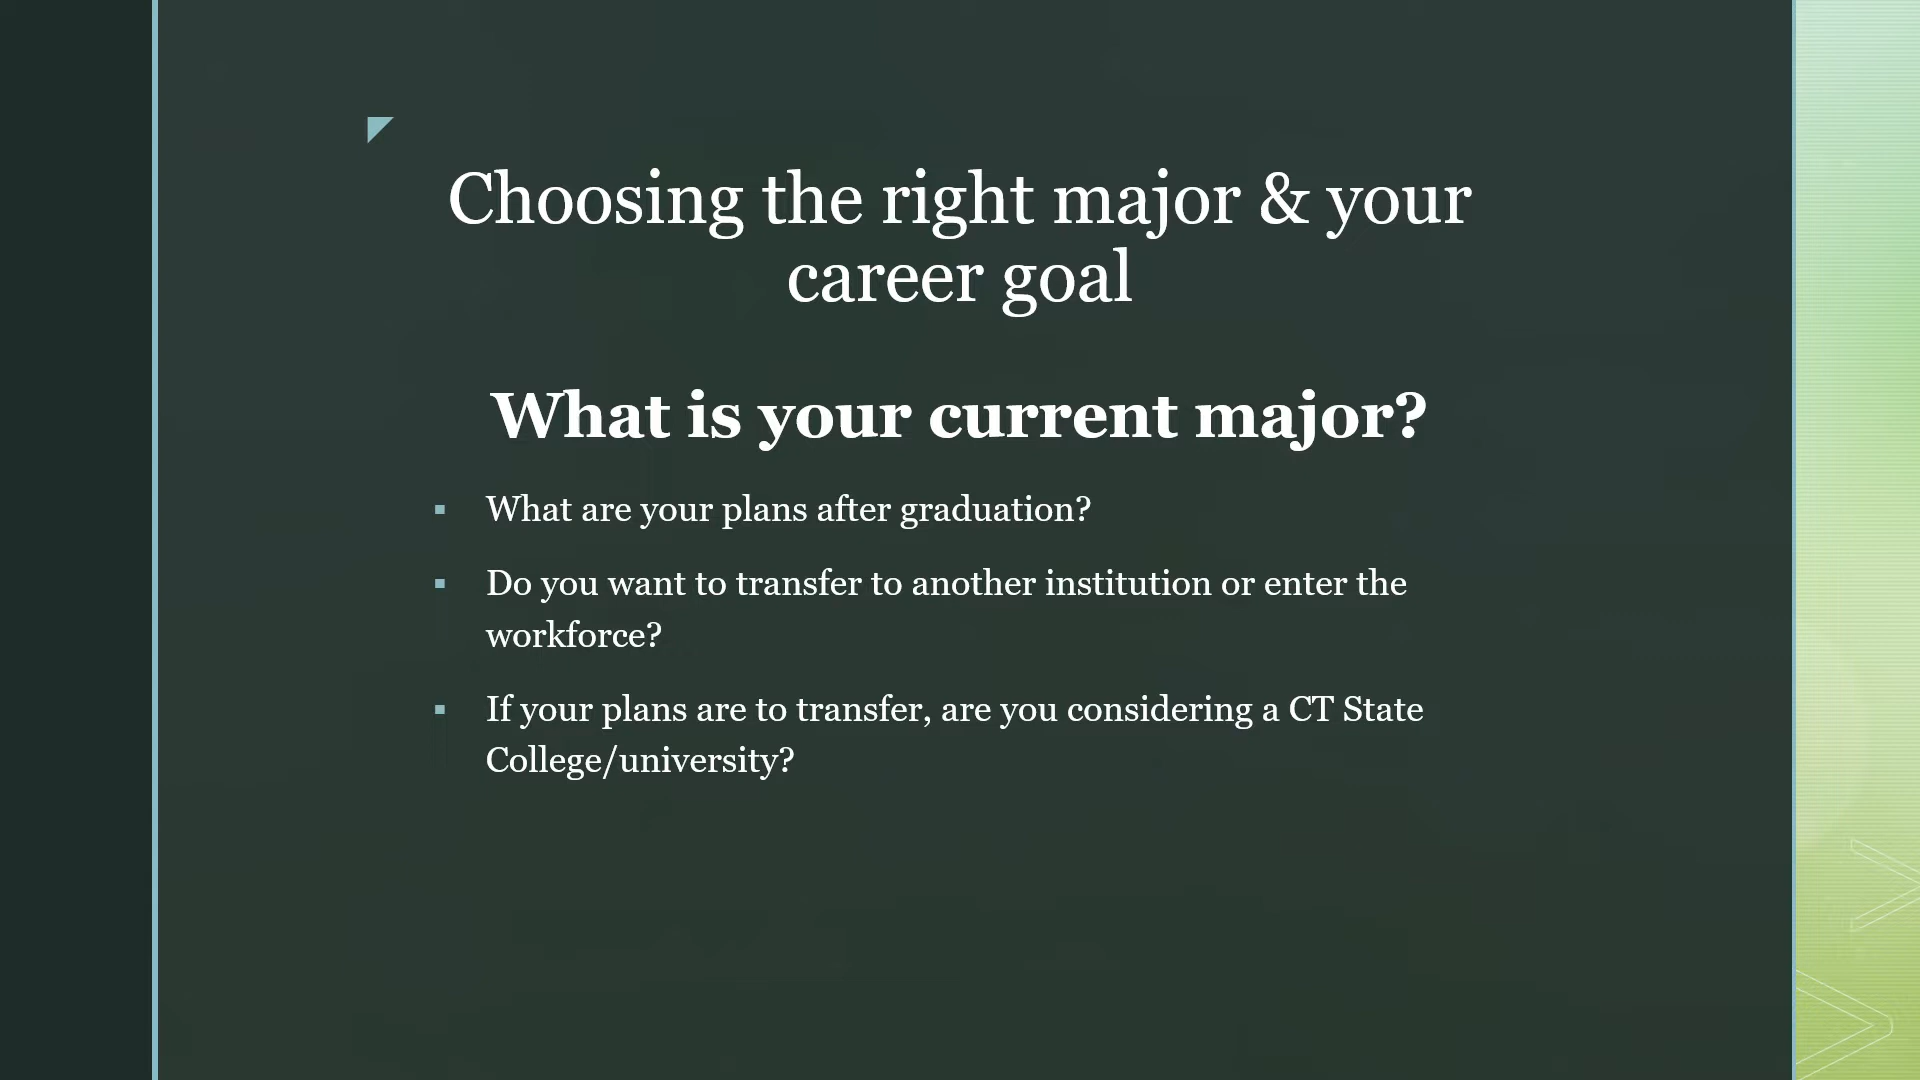 Choosing the right major & your
career goal
What is your current major?
▪ What are your plans after graduation?
▪ Do you want to transfer to another institution or enter the
workforce?
▪ If your plans are to transfer, are you considering a CT State
College/university?